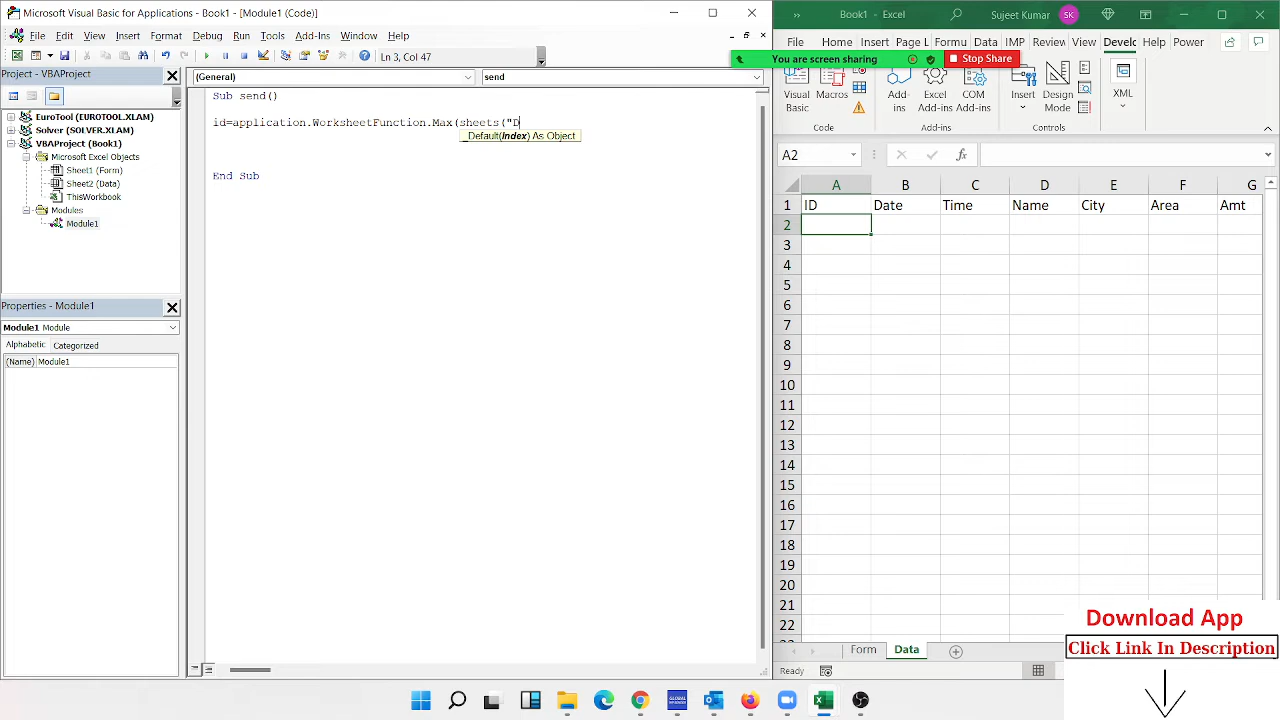 Microsoft Visual Basic for Applications - Book1 - [Module1 (Code)]
File Edit View Insert Format Debug Run Tools Add-Ins Window Help
Ln 3, Col 47
Project - VBAProject
EuroTool (EUROTOOL.XLAM)
Solver (SOLVER.XLAM)
VBAProject (Book1)
Microsoft Excel Objects
Sheet1 (Form)
Sheet2 (Data)
ThisWorkbook
Modules
Module1
Properties - Module1
Module1 Module
Alphabetic Categorized
(Name) Module1
(General) send
Sub send()
id=application.WorksheetFunction.Max(sheets("D
_Default(Index) As Object
End Sub
Book1 - Excel Sujeet Kumar SK
File Home Insert Page L Formu Data Review View Develo Help Power
You are screen sharing Stop Share
Visual Basic Macros Add-ins Excel Add-ins COM Add-ins Insert Design Mode XML
Code Add-ins Controls
A2
A B C D E F G
1 ID Date Time Name City Area Amt
2
3
4
5
6
7
8
9
10
11
12
13
14
15
16
17
18
19
20
21
22
Form Data
Ready
Download App
Click Link In Description